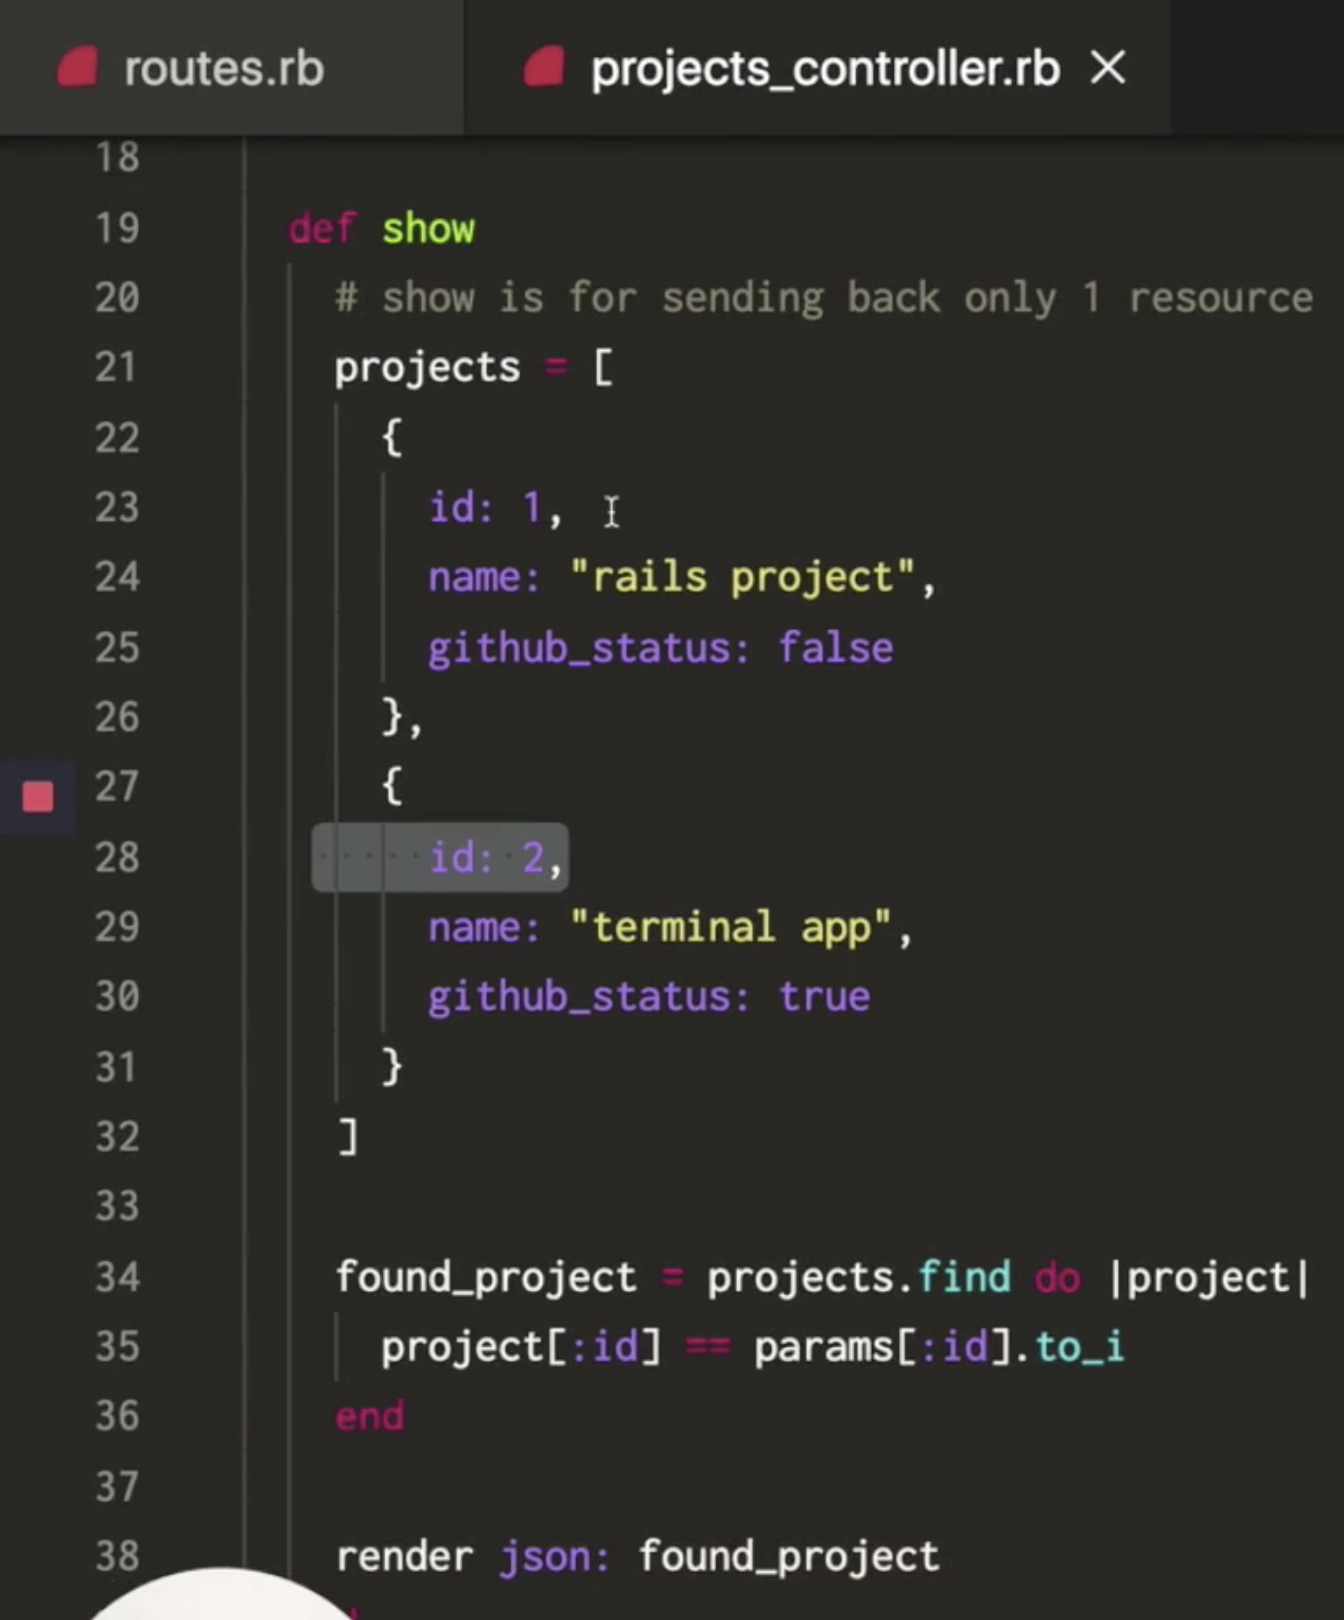 routes.rb
projects_controller.rb
18
19 def show
20 # show is for sending back only 1 resource
21 projects = [
22 {
23 id: 1,
24 name: "rails project",
25 github_status: false
26 },
27 {
28 id: 2,
29 name: "terminal app",
30 github_status: true
31 }
32 ]
33
34 found_project = projects.find do |project|
35 project[:id] == params[:id].to_i
36 end
37
38 render json: found_project